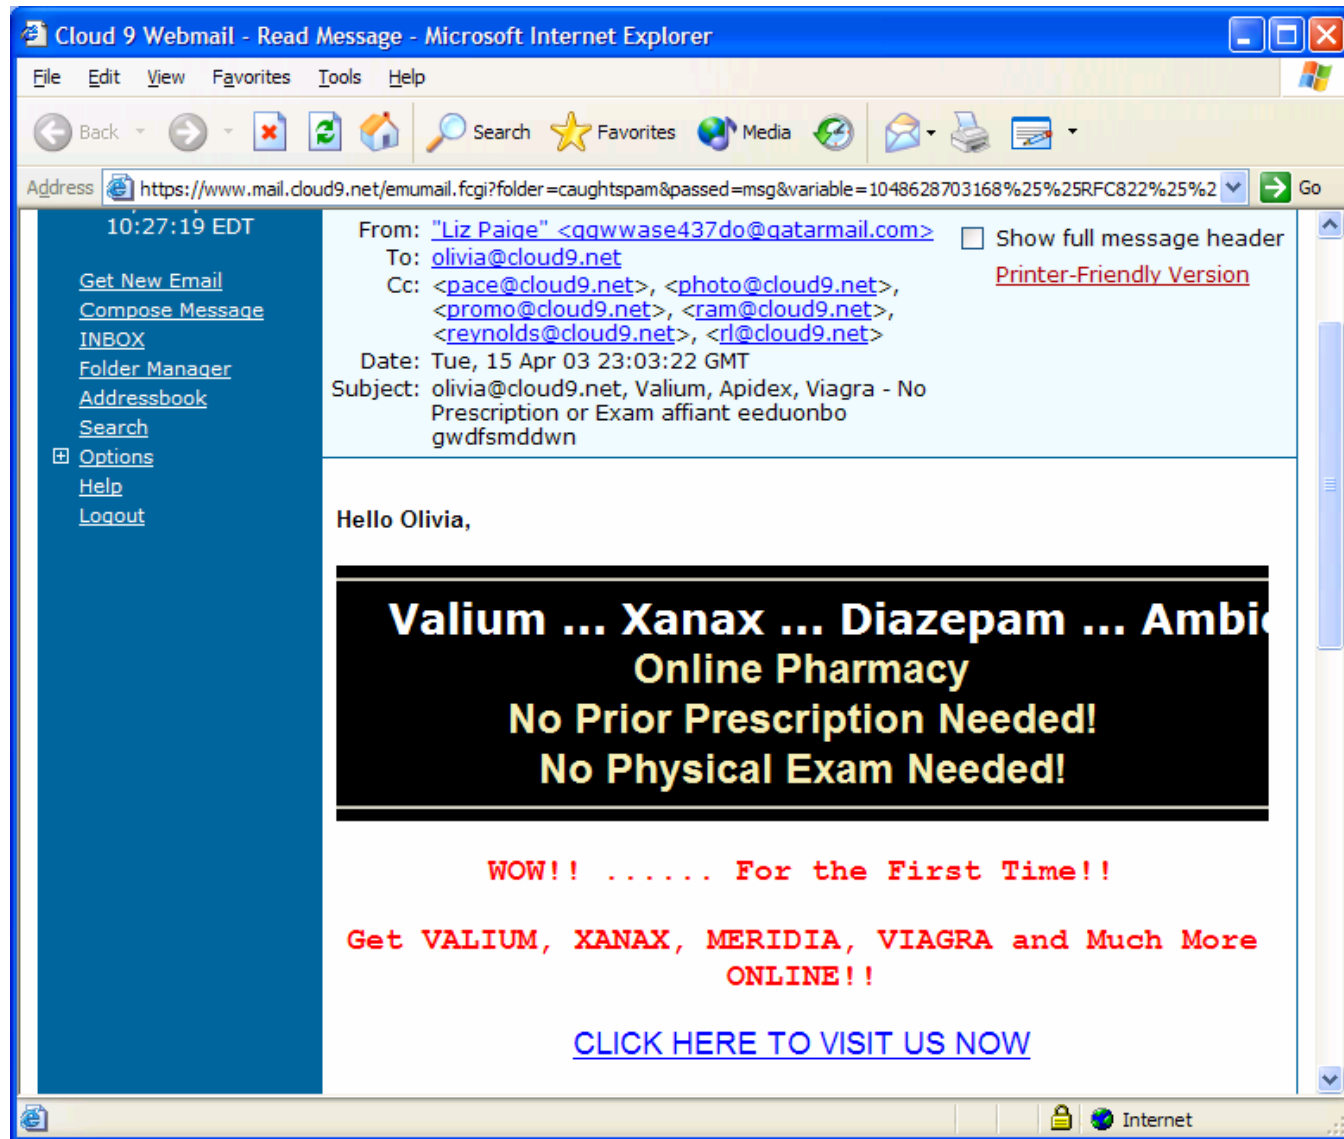 Cloud 9 Webmail - Read Message - Microsoft Internet Explorer
File Edit View Favorites Tools Help
Back Search Favorites Media
Address https://www.mail.cloud9.net/emumail.fcgi?folder=caughtspam&passed=msg&variable=1048628703168%25%25RFC822%25%2 Go
10:27:19 EDT
Get New Email
Compose Message
INBOX
Folder Manager
Addressbook
Search
Options
Help
Logout
From: "Liz Paige" <qqwwase437do@qatarmail.com>
To: olivia@cloud9.net
Cc: <pace@cloud9.net>, <photo@cloud9.net>,
<promo@cloud9.net>, <ram@cloud9.net>,
<reynolds@cloud9.net>, <rl@cloud9.net>
Date: Tue, 15 Apr 03 23:03:22 GMT
Subject: olivia@cloud9.net, Valium, Apidex, Viagra - No
Prescription or Exam affiant eeduonbo
gwdfsmddwn
Show full message header
Printer-Friendly Version
Hello Olivia,
Valium ... Xanax ... Diazepam ... Ambie
Online Pharmacy
No Prior Prescription Needed!
No Physical Exam Needed!
WOW!! ...... For the First Time!!
Get VALIUM, XANAX, MERIDIA, VIAGRA and Much More
ONLINE!!
CLICK HERE TO VISIT US NOW
Internet